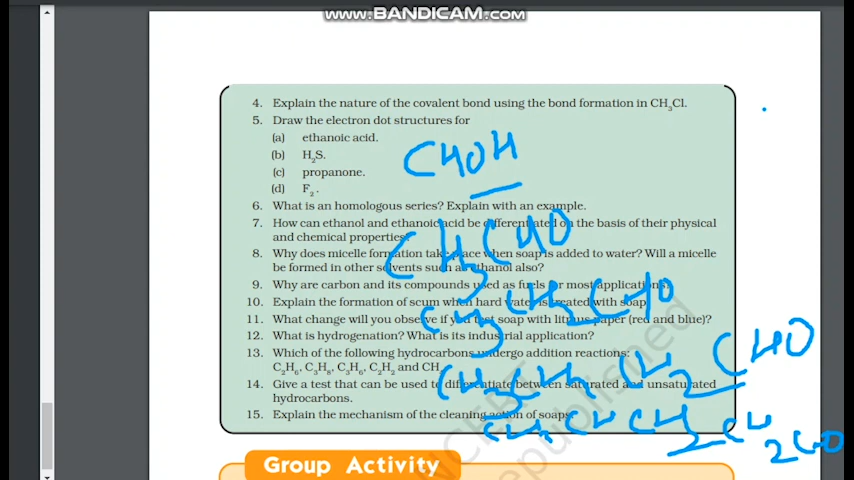 www.BANDICAM.com
4. Explain the nature of the covalent bond using the bond formation in CH₃Cl.
5. Draw the electron dot structures for
(a) ethanoic acid.
(b) H₂S.
(c) propanone.
(d) F₂.
CHOH
6. What is an homologous series? Explain with an example.
7. How can ethanol and ethanoic acid be differentiated on the basis of their physical
and chemical properties?
CH₃CHO
8. Why does micelle formation take place when soap is added to water? Will a micelle
be formed in other solvents such as ethanol also?
9. Why are carbon and its compounds used as fuels for most applications?
CH₃CH₂CHO
10. Explain the formation of scum when hard water is treated with soap.
11. What change will you observe if you test soap with litmus paper (red and blue)?
12. What is hydrogenation? What is its industrial application?
13. Which of the following hydrocarbons undergo addition reactions:
C₂H₆, C₃H₈, C₃H₆, C₂H₂ and CH
CH₃CH₂CH₂CHO
14. Give a test that can be used to differentiate between saturated and unsaturated
hydrocarbons.
15. Explain the mechanism of the cleaning action of soaps.
republished
Group Activity